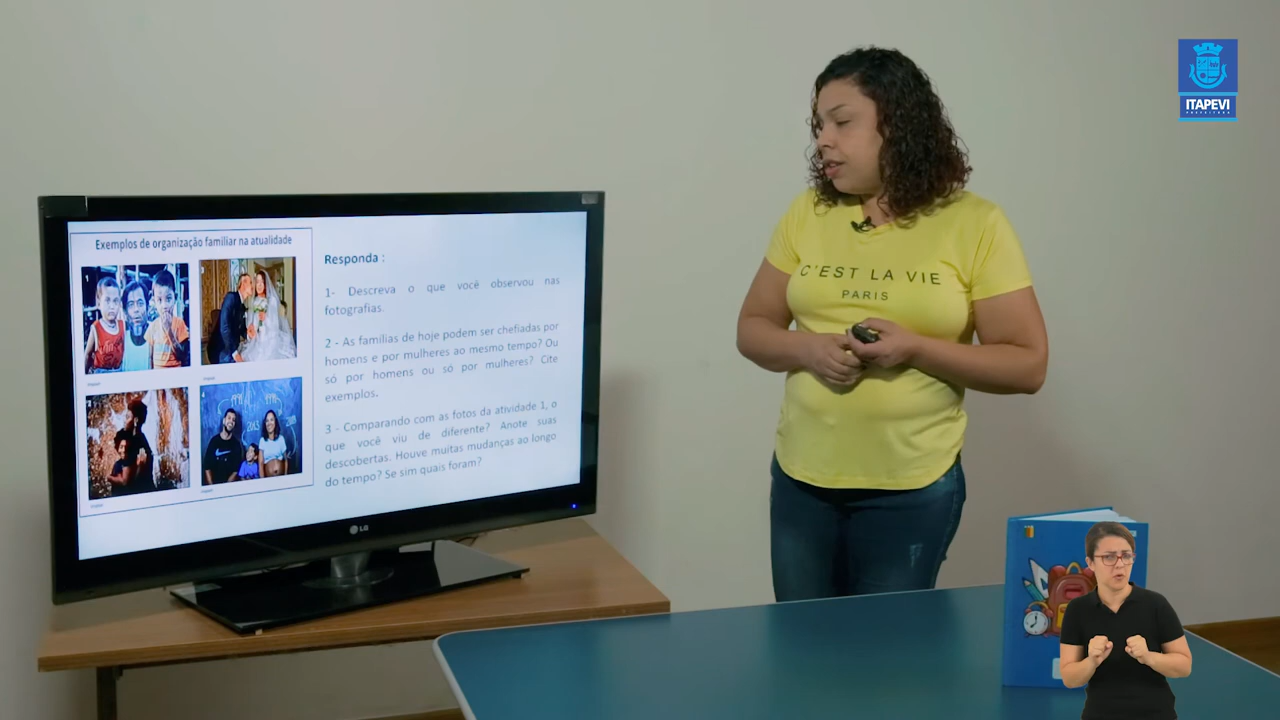 Exemplos de organização familiar na atualidade
Responda :
1- Descreva o que você observou nas
fotografias.
2 - As famílias de hoje podem ser chefiadas por
homens e por mulheres ao mesmo tempo? Ou
só por homens ou só por mulheres? Cite
exemplos.
3 - Comparando com as fotos da atividade 1, o
que você viu de diferente? Anote suas
descobertas. Houve muitas mudanças ao longo
do tempo? Se sim quais foram?
LG
C'EST LA VIE
PARIS
ITAPEVI
PREFEITURA